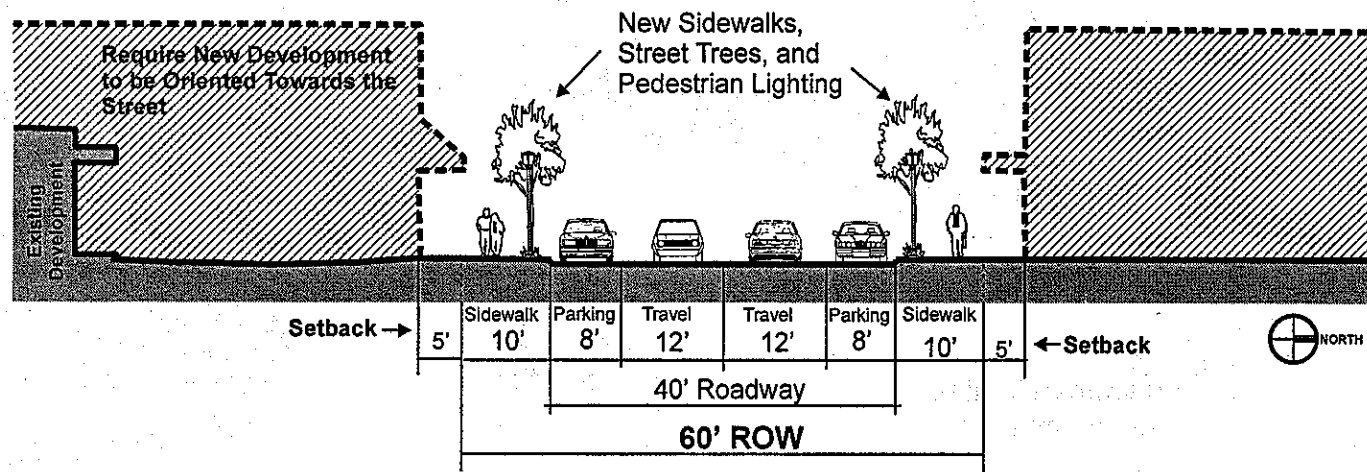 New Sidewalks,
Street Trees, and
Pedestrian Lighting
Require New Development
to be Oriented Towards the
Street
Existing
Development
Setback
5'
Sidewalk
10'
Parking
8'
Travel
12'
Travel
12'
Parking
8'
Sidewalk
10'
5'
Setback
NORTH
40' Roadway
60' ROW